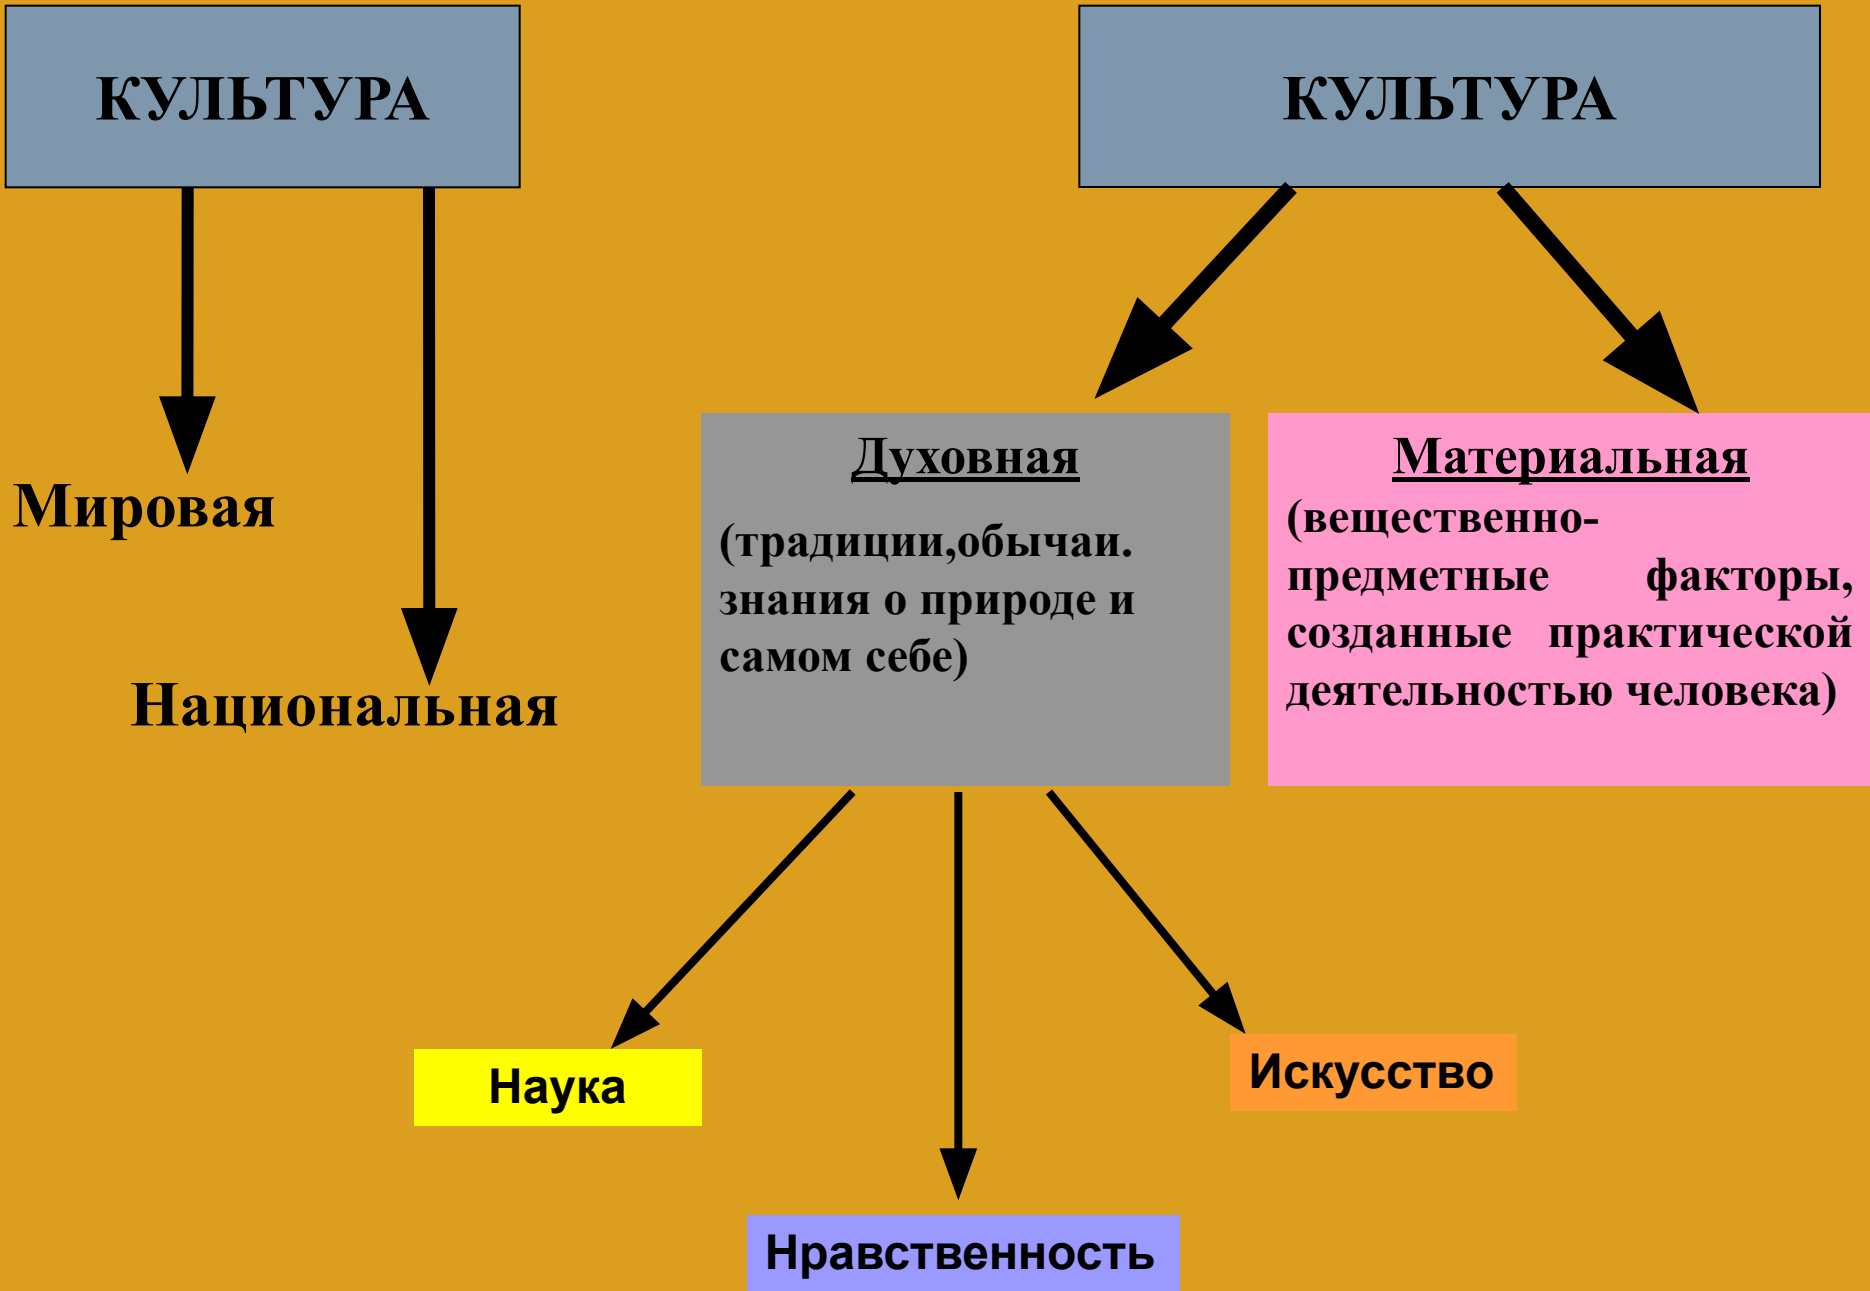 КУЛЬТУРА
КУЛЬТУРА
Мировая
Национальная
Духовная
(традиции,обычаи.
знания о природе и
самом себе)
Материальная
(вещественно-
предметные факторы,
созданные практической
деятельностью человека)
Наука
Искусство
Нравственность